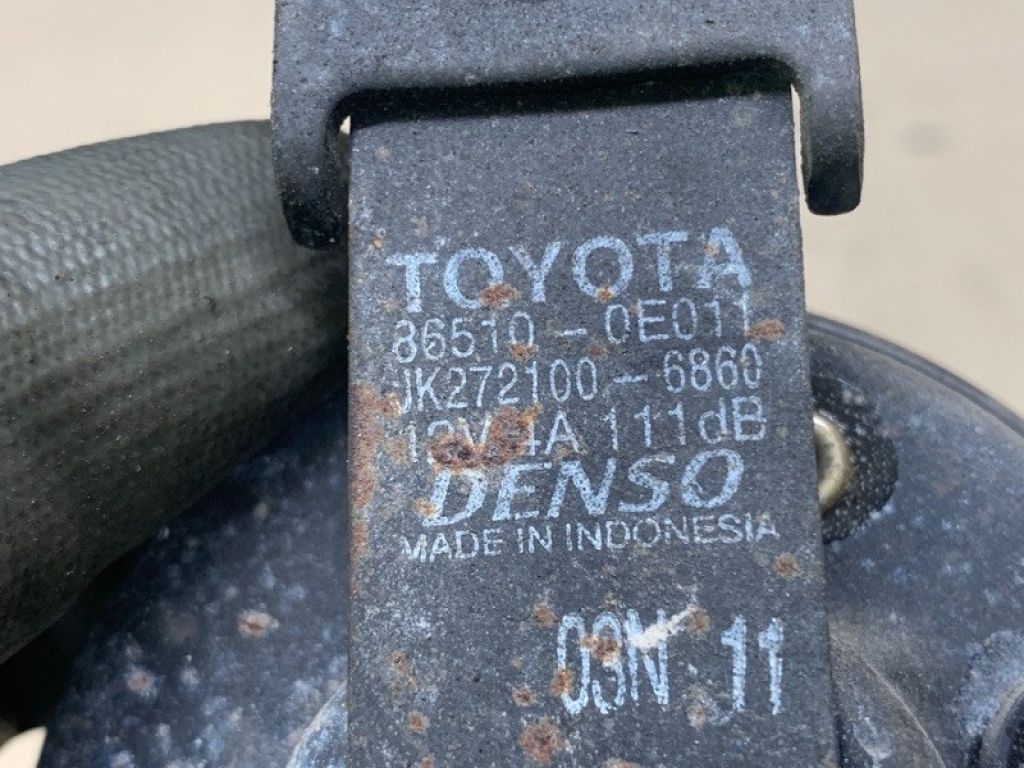 TOYOTA
86510-0E011
JK272100-6860
12V 4A 111dB
DENSO
MADE IN INDONESIA
03N 11